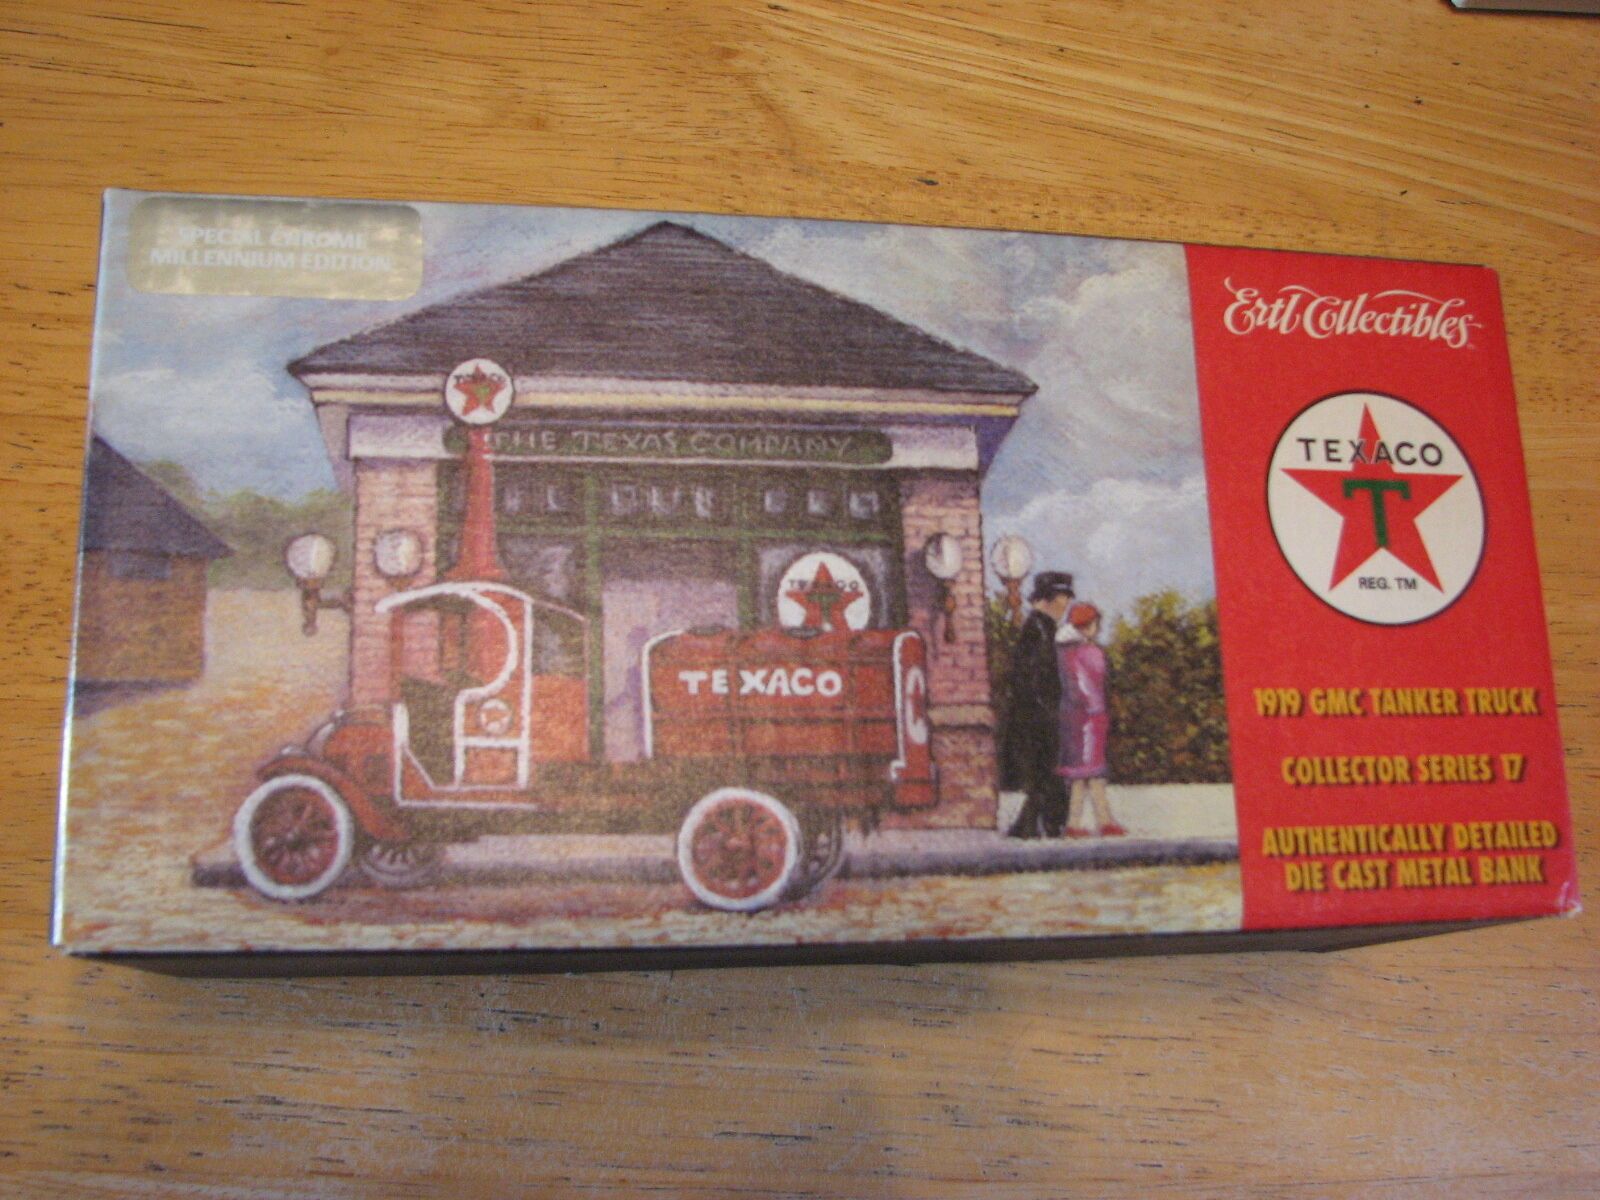 SPECIAL CHROME
MILLENNIUM EDITION
Ertl Collectibles
TEXACO
T
REG. TM
1919 GMC TANKER TRUCK
COLLECTOR SERIES 17
AUTHENTICALLY DETAILED
DIE CAST METAL BANK
TEXACO
T
THE TEXAS COMPANY
TEXACO
T
TEXACO
C